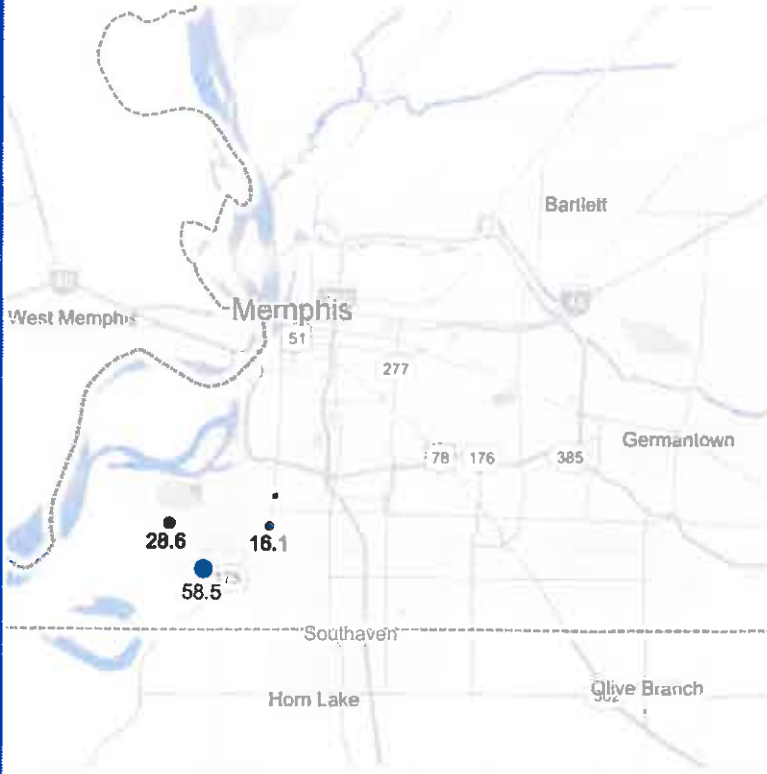 Bartlett
West Memphis
Memphis
51
277
Germantown
78 176 385
28.6
16.1
58.5
Southaven
Horn Lake
Olive Branch